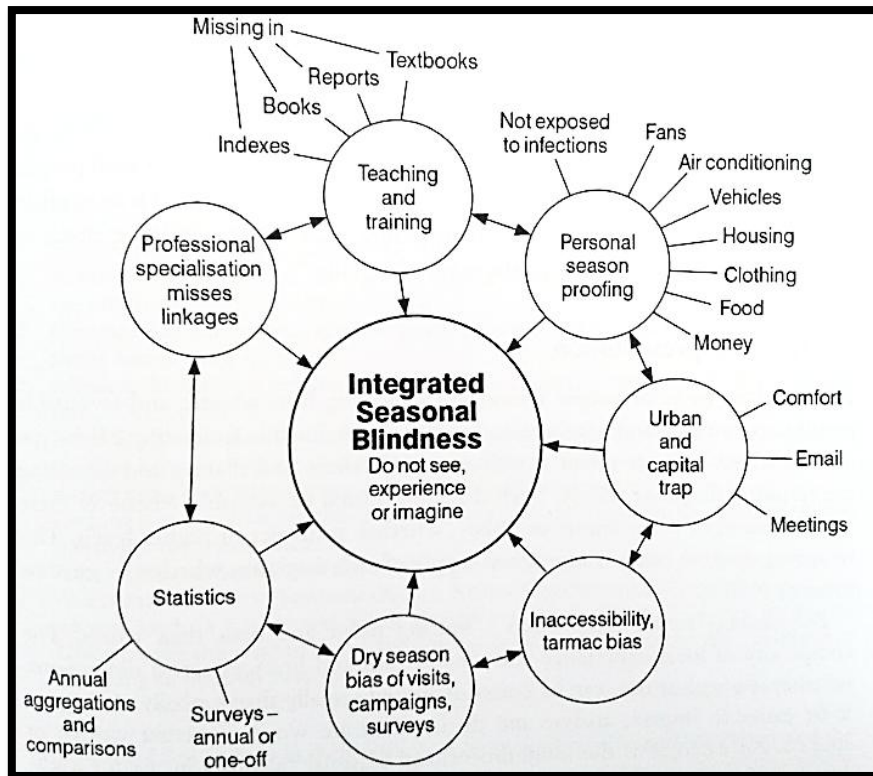 Missing in
Textbooks
Reports
Books
Indexes
Teaching
and
training
Not exposed
to infections
Fans
Air conditioning
Vehicles
Housing
Clothing
Food
Money
Personal
season
proofing
Professional
specialisation
misses
linkages
Integrated
Seasonal
Blindness
Do not see,
experience
or imagine
Urban
and
capital
trap
Comfort
Email
Meetings
Statistics
Annual
aggregations
and
comparisons
Surveys –
annual or
one-off
Dry season
bias of visits,
campaigns,
surveys
Inaccessibility,
tarmac bias